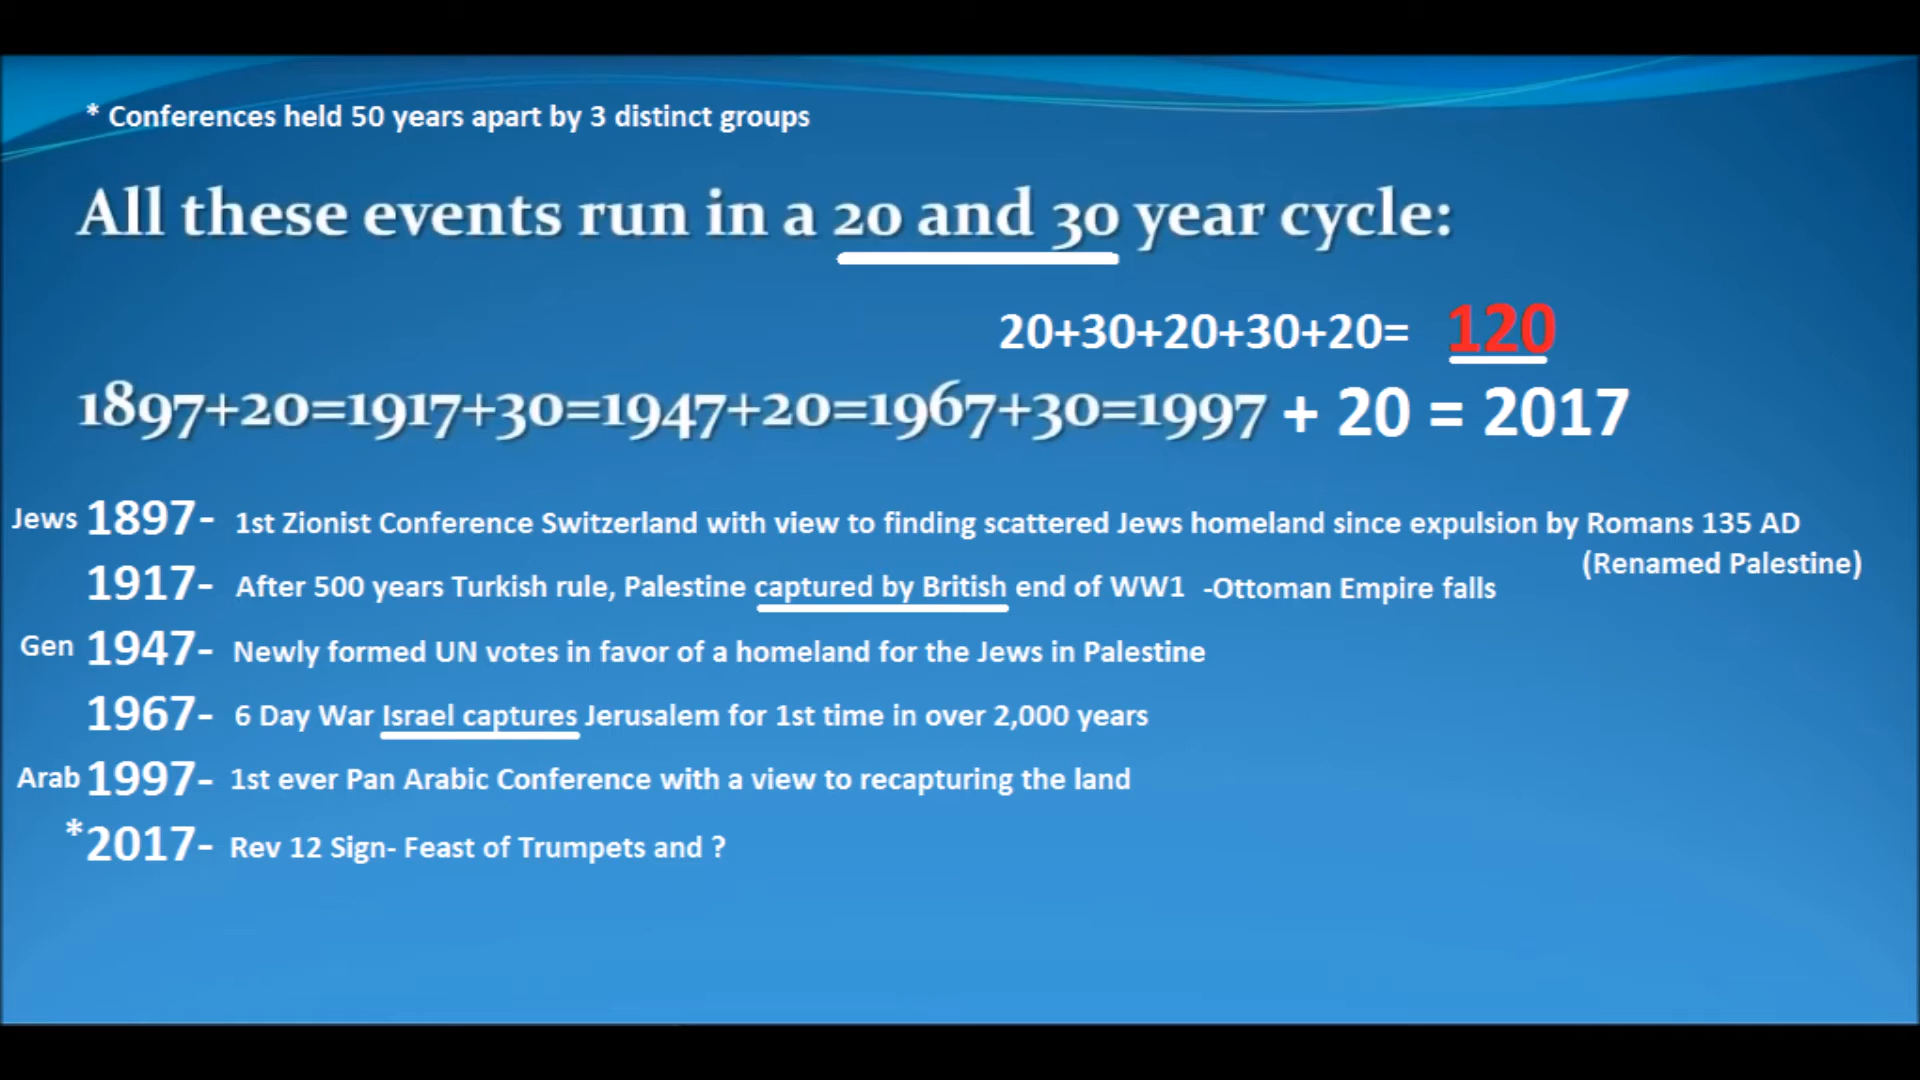 * Conferences held 50 years apart by 3 distinct groups
All these events run in a 20 and 30 year cycle:
20+30+20+30+20= 120
1897+20=1917+30=1947+20=1967+30=1997 + 20 = 2017
Jews 1897- 1st Zionist Conference Switzerland with view to finding scattered Jews homeland since expulsion by Romans 135 AD
(Renamed Palestine)
1917- After 500 years Turkish rule, Palestine captured by British end of WW1 -Ottoman Empire falls
Gen 1947- Newly formed UN votes in favor of a homeland for the Jews in Palestine
1967- 6 Day War Israel captures Jerusalem for 1st time in over 2,000 years
Arab 1997- 1st ever Pan Arabic Conference with a view to recapturing the land
*2017- Rev 12 Sign- Feast of Trumpets and ?